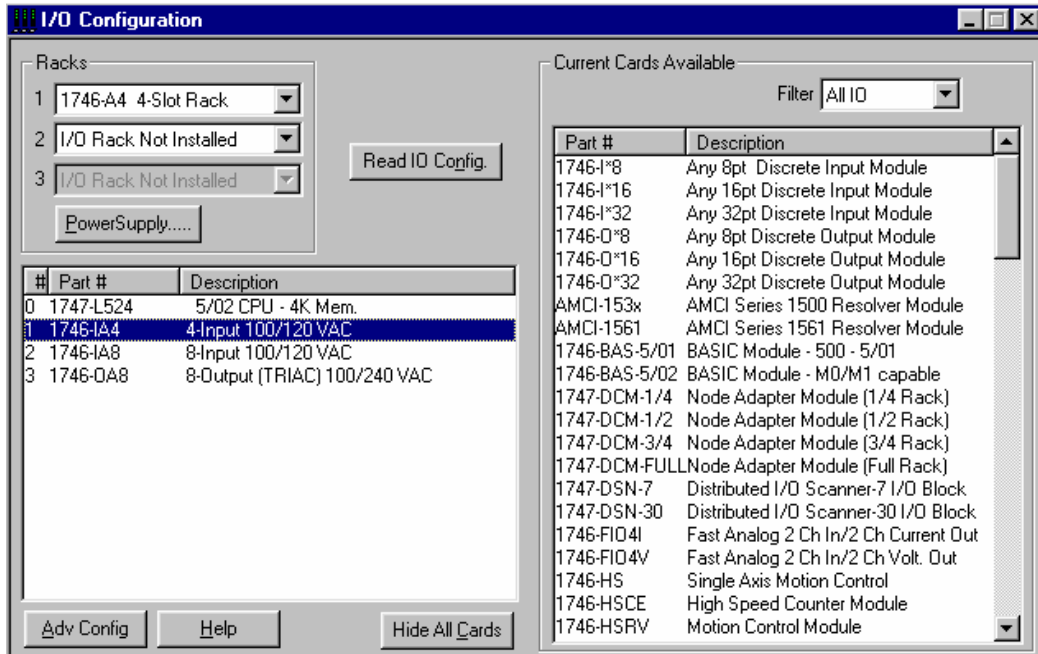 I/O Configuration
Racks
1 1746-A4 4-Slot Rack
2 I/O Rack Not Installed
3 I/O Rack Not Installed
PowerSupply.....
Read IO Config.
# Part # Description
0 1747-L524 5/02 CPU - 4K Mem.
1 1746-IA4 4-Input 100/120 VAC
2 1746-IA8 8-Input 100/120 VAC
3 1746-OA8 8-Output (TRIAC) 100/240 VAC
Adv Config
Help
Hide All Cards
Current Cards Available
Filter All IO
Part # Description
1746-I*8 Any 8pt Discrete Input Module
1746-I*16 Any 16pt Discrete Input Module
1746-I*32 Any 32pt Discrete Input Module
1746-O*8 Any 8pt Discrete Output Module
1746-O*16 Any 16pt Discrete Output Module
1746-O*32 Any 32pt Discrete Output Module
AMCI-153x AMCI Series 1500 Resolver Module
AMCI-1561 AMCI Series 1561 Resolver Module
1746-BAS-5/01 BASIC Module - 500 - 5/01
1746-BAS-5/02 BASIC Module - M0/M1 capable
1747-DCM-1/4 Node Adapter Module (1/4 Rack)
1747-DCM-1/2 Node Adapter Module (1/2 Rack)
1747-DCM-3/4 Node Adapter Module (3/4 Rack)
1747-DCM-FULL Node Adapter Module (Full Rack)
1747-DSN-7 Distributed I/O Scanner-7 I/O Block
1747-DSN-30 Distributed I/O Scanner-30 I/O Block
1746-FIO4I Fast Analog 2 Ch In/2 Ch Current Out
1746-FIO4V Fast Analog 2 Ch In/2 Ch Volt. Out
1746-HS Single Axis Motion Control
1746-HSCE High Speed Counter Module
1746-HSRV Motion Control Module